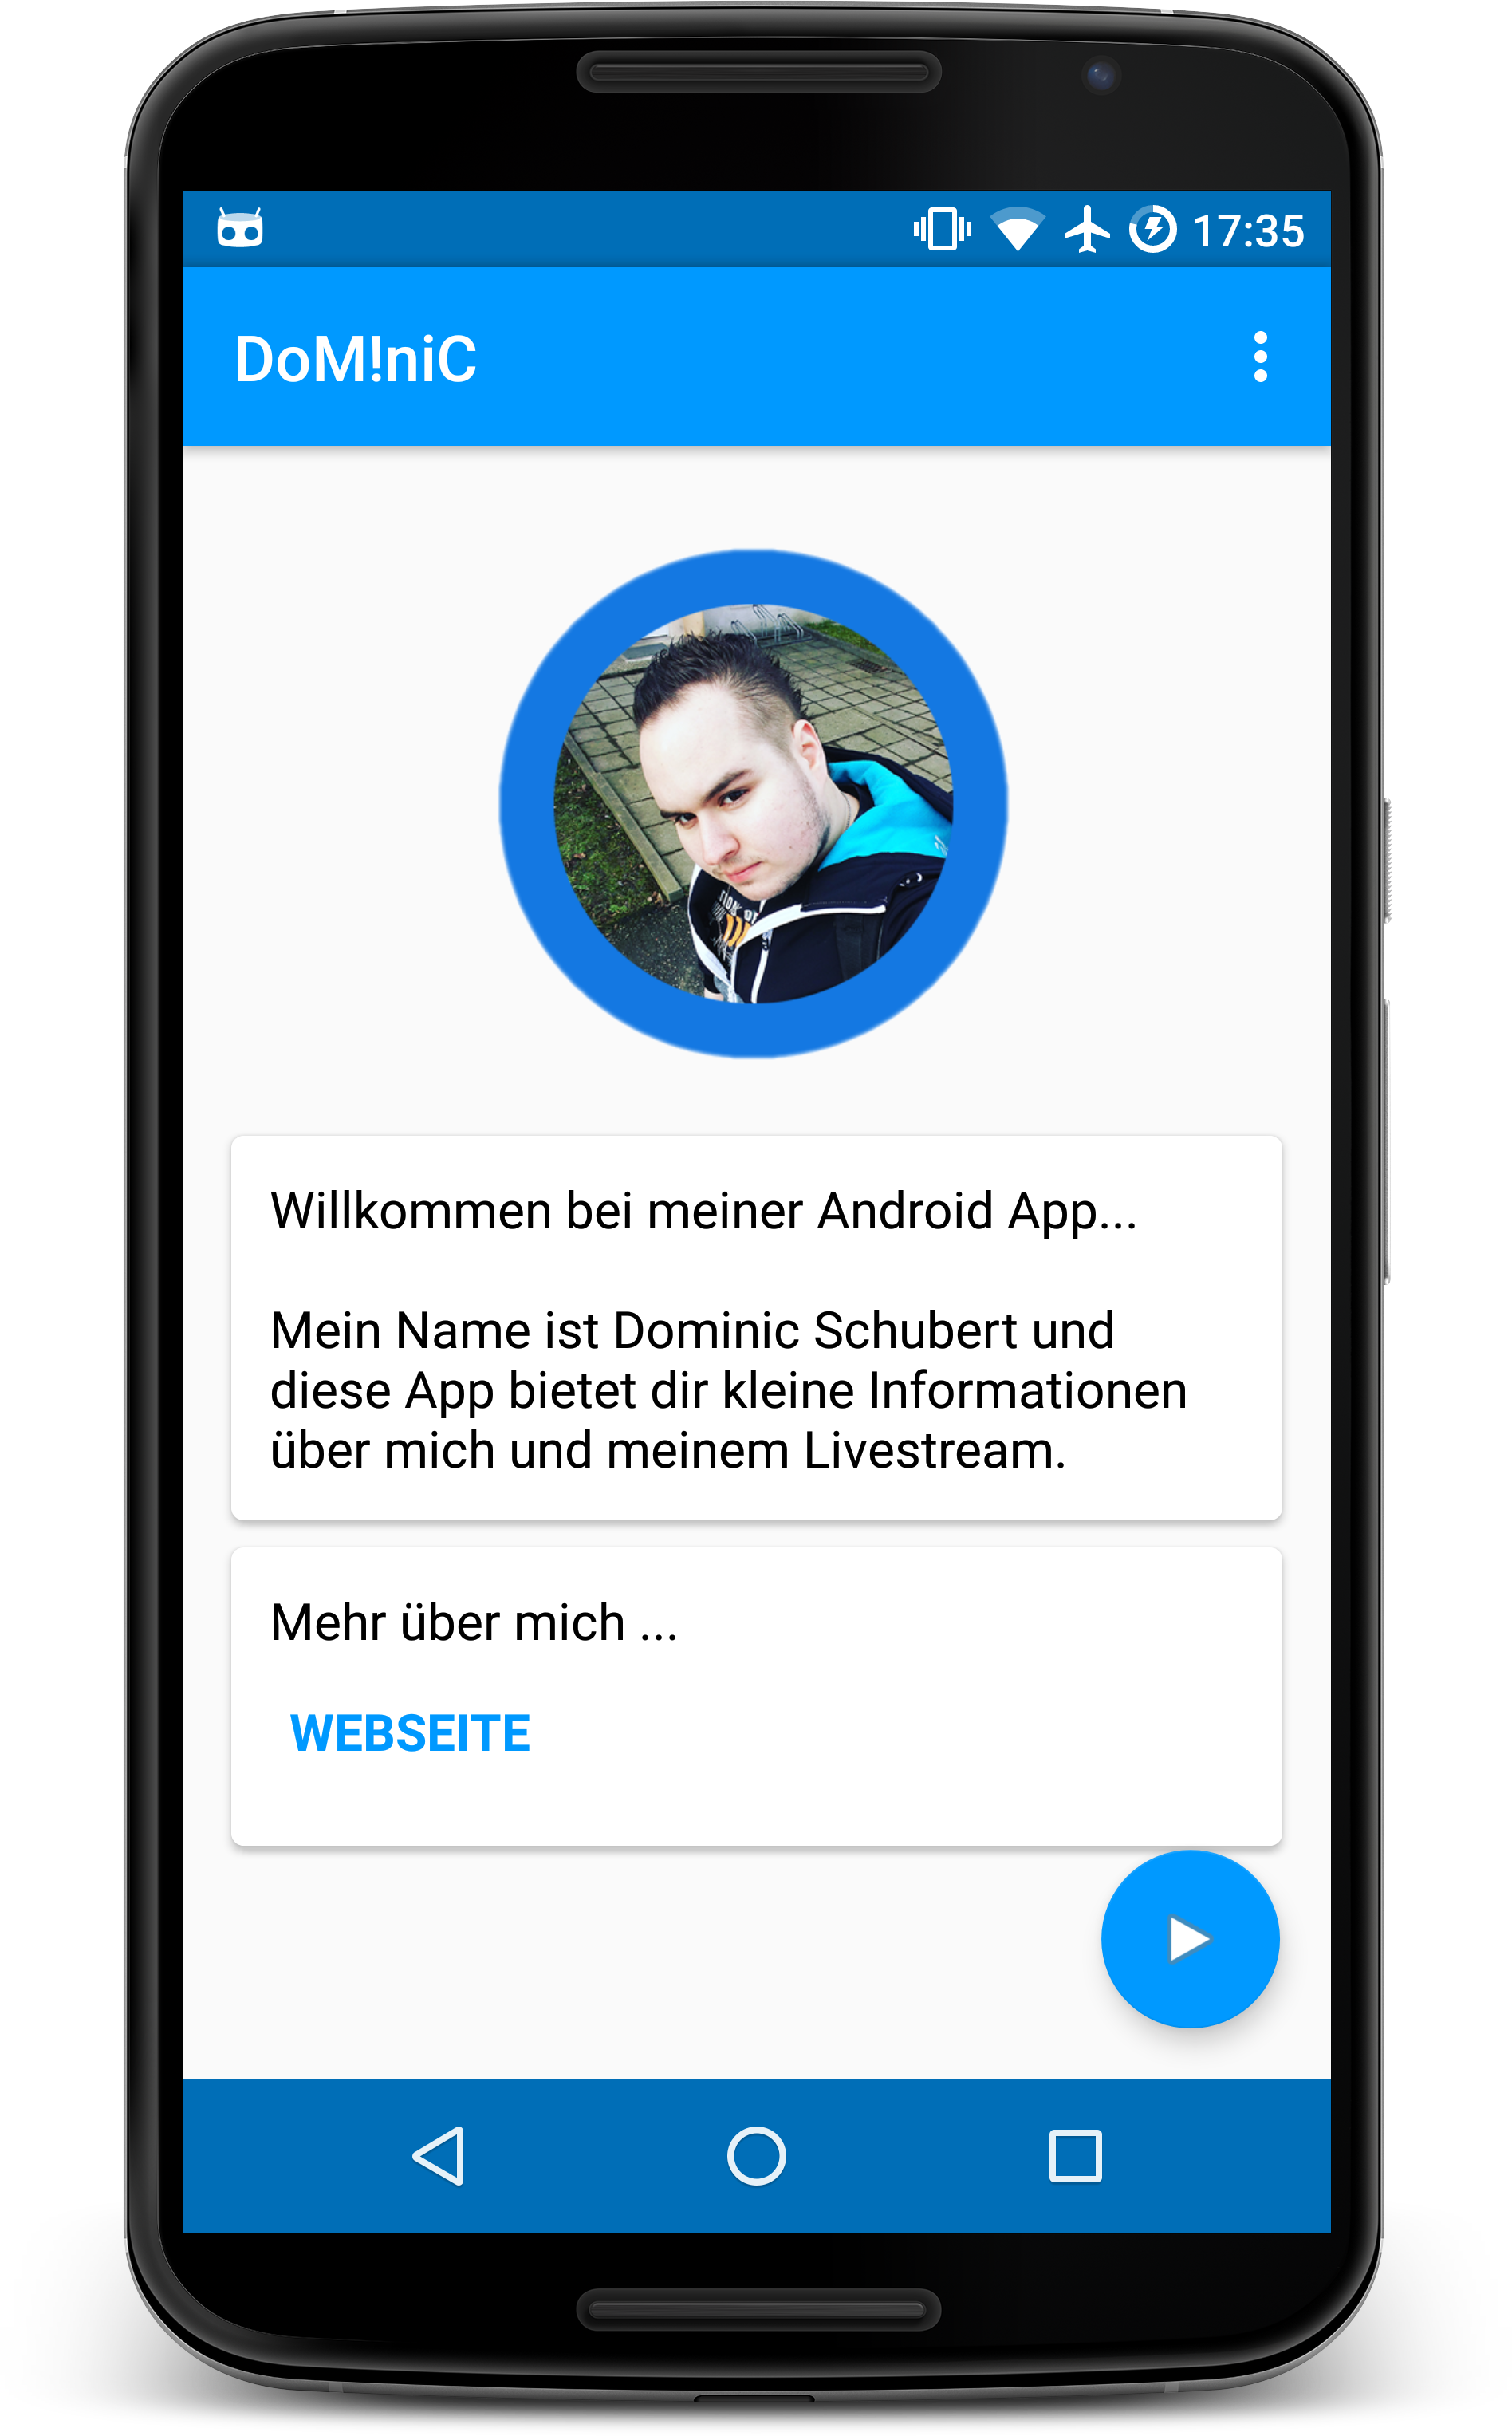 17:35
DoM!niC
Willkommen bei meiner Android App...
Mein Name ist Dominic Schubert und
diese App bietet dir kleine Informationen
über mich und meinem Livestream.
Mehr über mich ...
WEBSEITE